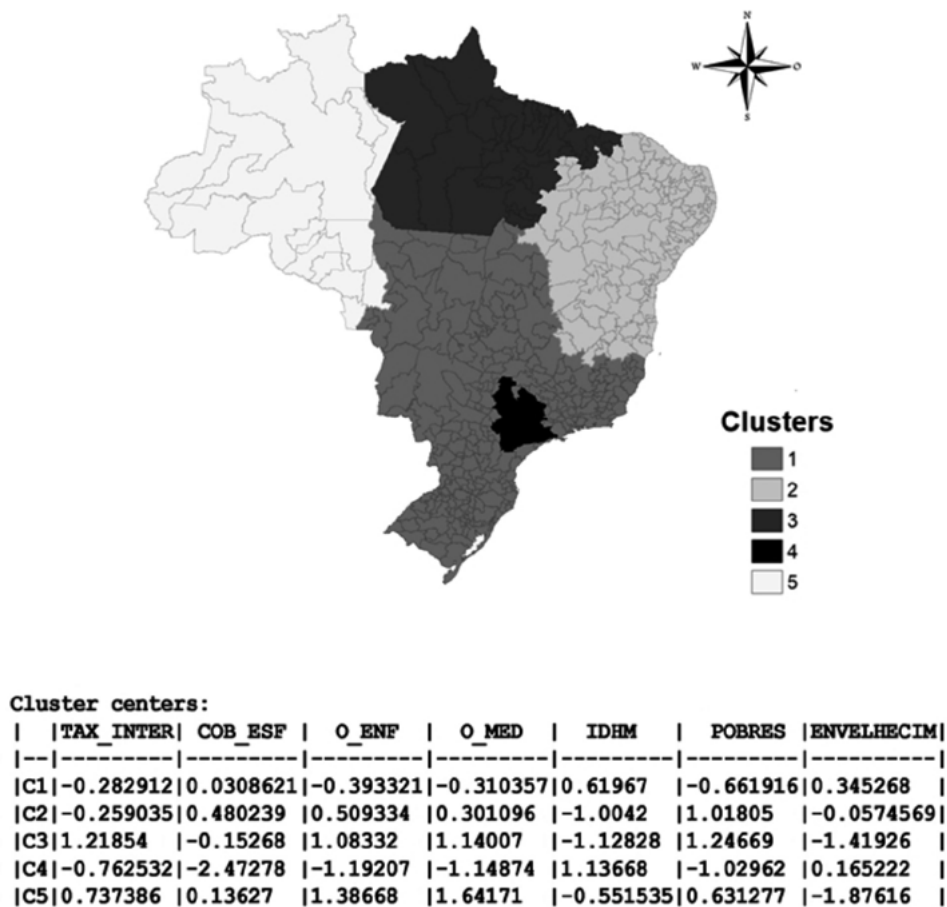 N
W
O
S
Clusters
1
2
3
4
5
Cluster centers:
| |TAX_INTER| COB_ESF | O_ENF | O_MED | IDHM | POBRES |ENVELHECIM|
|--|---------|---------|---------|---------|---------|---------|----------|
|C1|-0.282912|0.0308621|-0.393321|-0.310357|0.61967 |-0.661916|0.345268 |
|C2|-0.259035|0.480239 |0.509334 |0.301096 |-1.0042 |1.01805 |-0.0574569|
|C3|1.21854 |-0.15268 |1.08332 |1.14007 |-1.12828 |1.24669 |-1.41926 |
|C4|-0.762532|-2.47278 |-1.19207 |-1.14874 |1.13668 |-1.02962 |0.165222 |
|C5|0.737386 |0.13627 |1.38668 |1.64171 |-0.551535|0.631277 |-1.87616 |